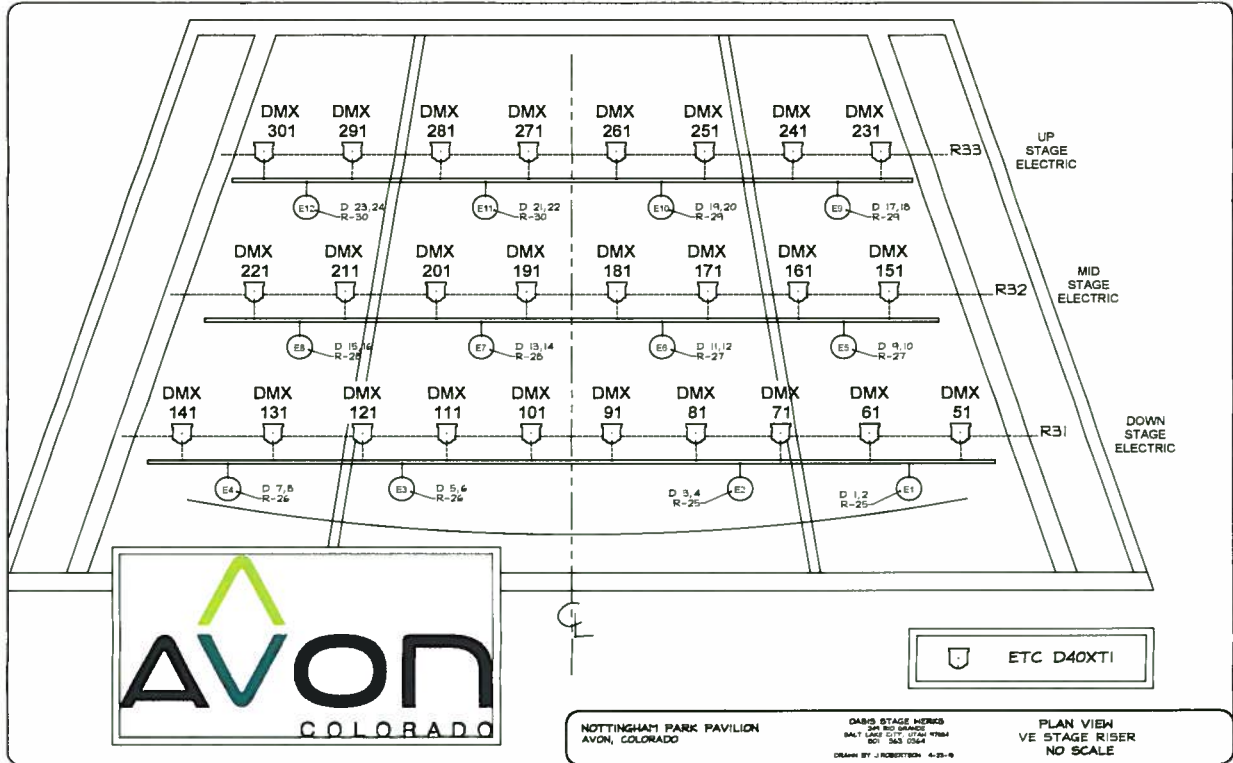 DMX 301
DMX 291
DMX 281
DMX 271
DMX 261
DMX 251
DMX 241
DMX 231
R33
UP
STAGE
ELECTRIC
E12
D 23,24
R-30
E11
D 21,22
R-30
E10
D 19,20
R-29
E9
D 17,18
R-29
DMX 221
DMX 211
DMX 201
DMX 191
DMX 181
DMX 171
DMX 161
DMX 151
R32
MID
STAGE
ELECTRIC
E8
D 15,16
R-28
E7
D 13,14
R-28
E6
D 11,12
R-27
E5
D 9,10
R-27
DMX 141
DMX 131
DMX 121
DMX 111
DMX 101
DMX 91
DMX 81
DMX 71
DMX 61
DMX 51
R31
DOWN
STAGE
ELECTRIC
E4
D 7,8
R-26
E3
D 5,6
R-26
D 3,4
R-25
E2
D 1,2
R-25
E1
CL
AVON
COLORADO
ETC D40XTI
NOTTINGHAM PARK PAVILION
AVON, COLORADO
OASIS STAGE WERKS
SALT LAKE CITY, UTAH
DRAWN BY J ROBERTSON
PLAN VIEW
VE STAGE RISER
NO SCALE